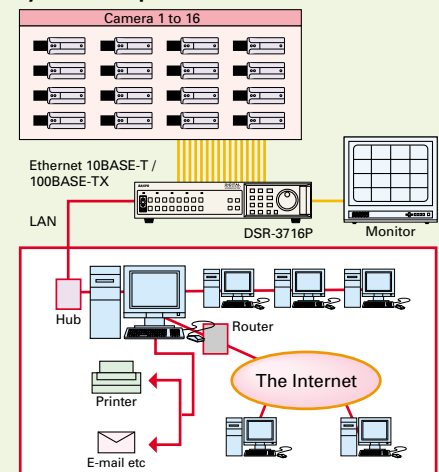 Camera 1 to 16
Ethernet 10BASE-T /
100BASE-TX
LAN
SANYO
DSR-3716P
Monitor
Hub
Router
The Internet
Printer
E-mail etc